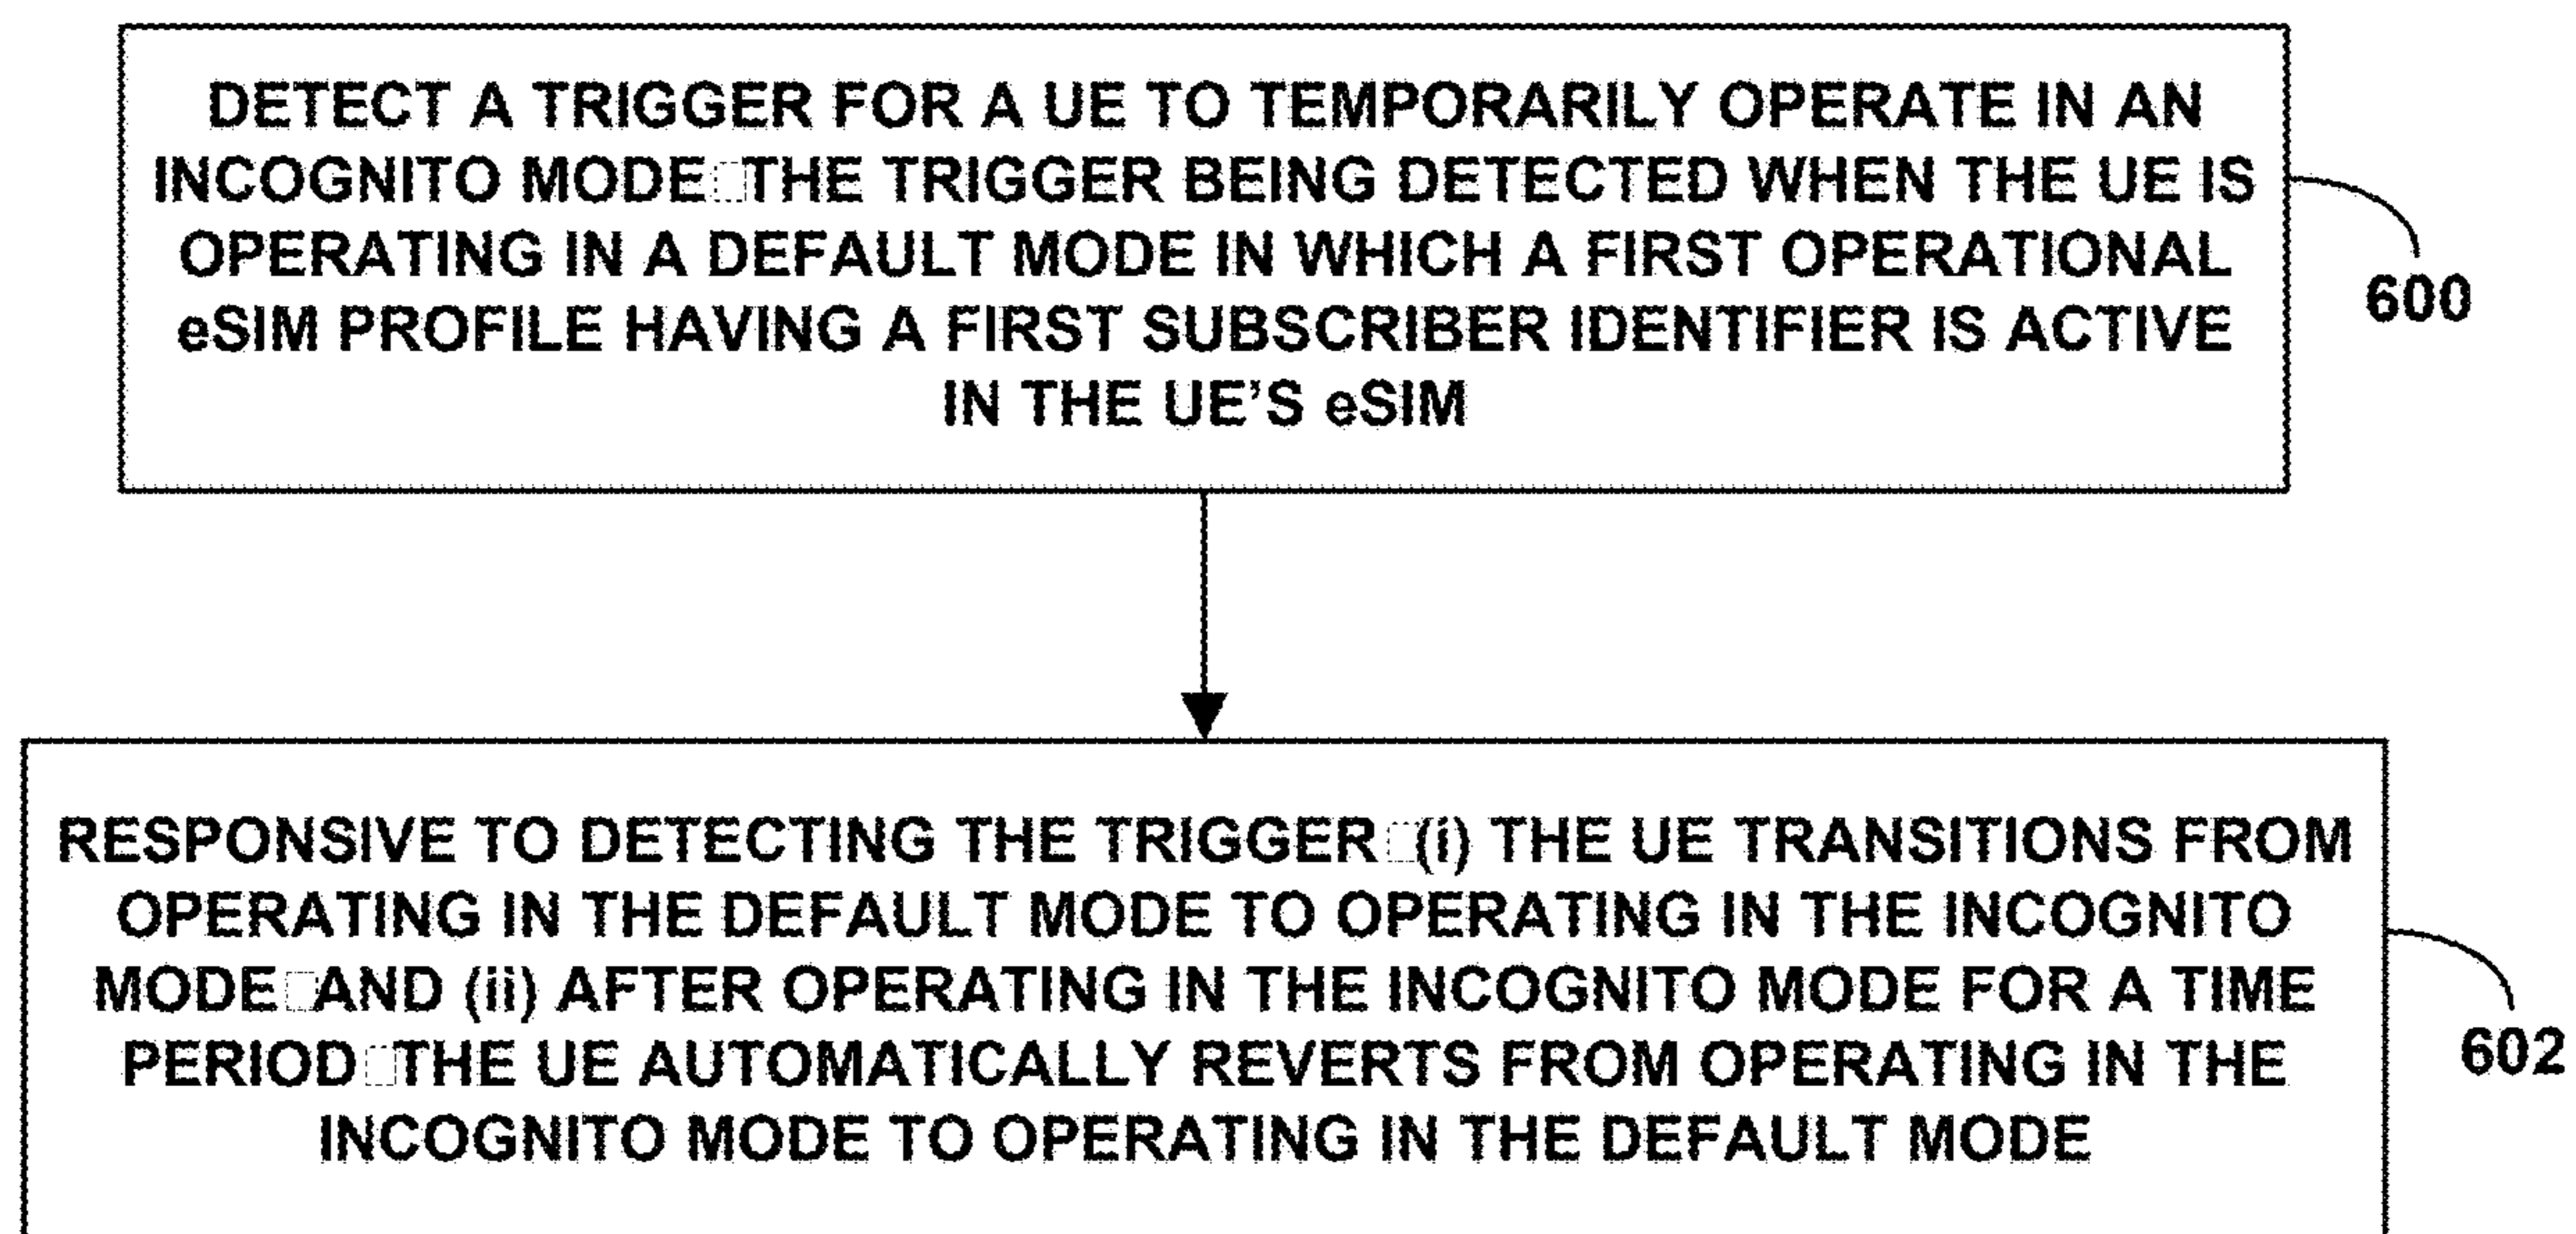 DETECT A TRIGGER FOR A UE TO TEMPORARILY OPERATE IN AN
INCOGNITO MODE THE TRIGGER BEING DETECTED WHEN THE UE IS
OPERATING IN A DEFAULT MODE IN WHICH A FIRST OPERATIONAL
eSIM PROFILE HAVING A FIRST SUBSCRIBER IDENTIFIER IS ACTIVE
IN THE UE’S eSIM
600
RESPONSIVE TO DETECTING THE TRIGGER (i) THE UE TRANSITIONS FROM
OPERATING IN THE DEFAULT MODE TO OPERATING IN THE INCOGNITO
MODE AND (ii) AFTER OPERATING IN THE INCOGNITO MODE FOR A TIME
PERIOD THE UE AUTOMATICALLY REVERTS FROM OPERATING IN THE
INCOGNITO MODE TO OPERATING IN THE DEFAULT MODE
602